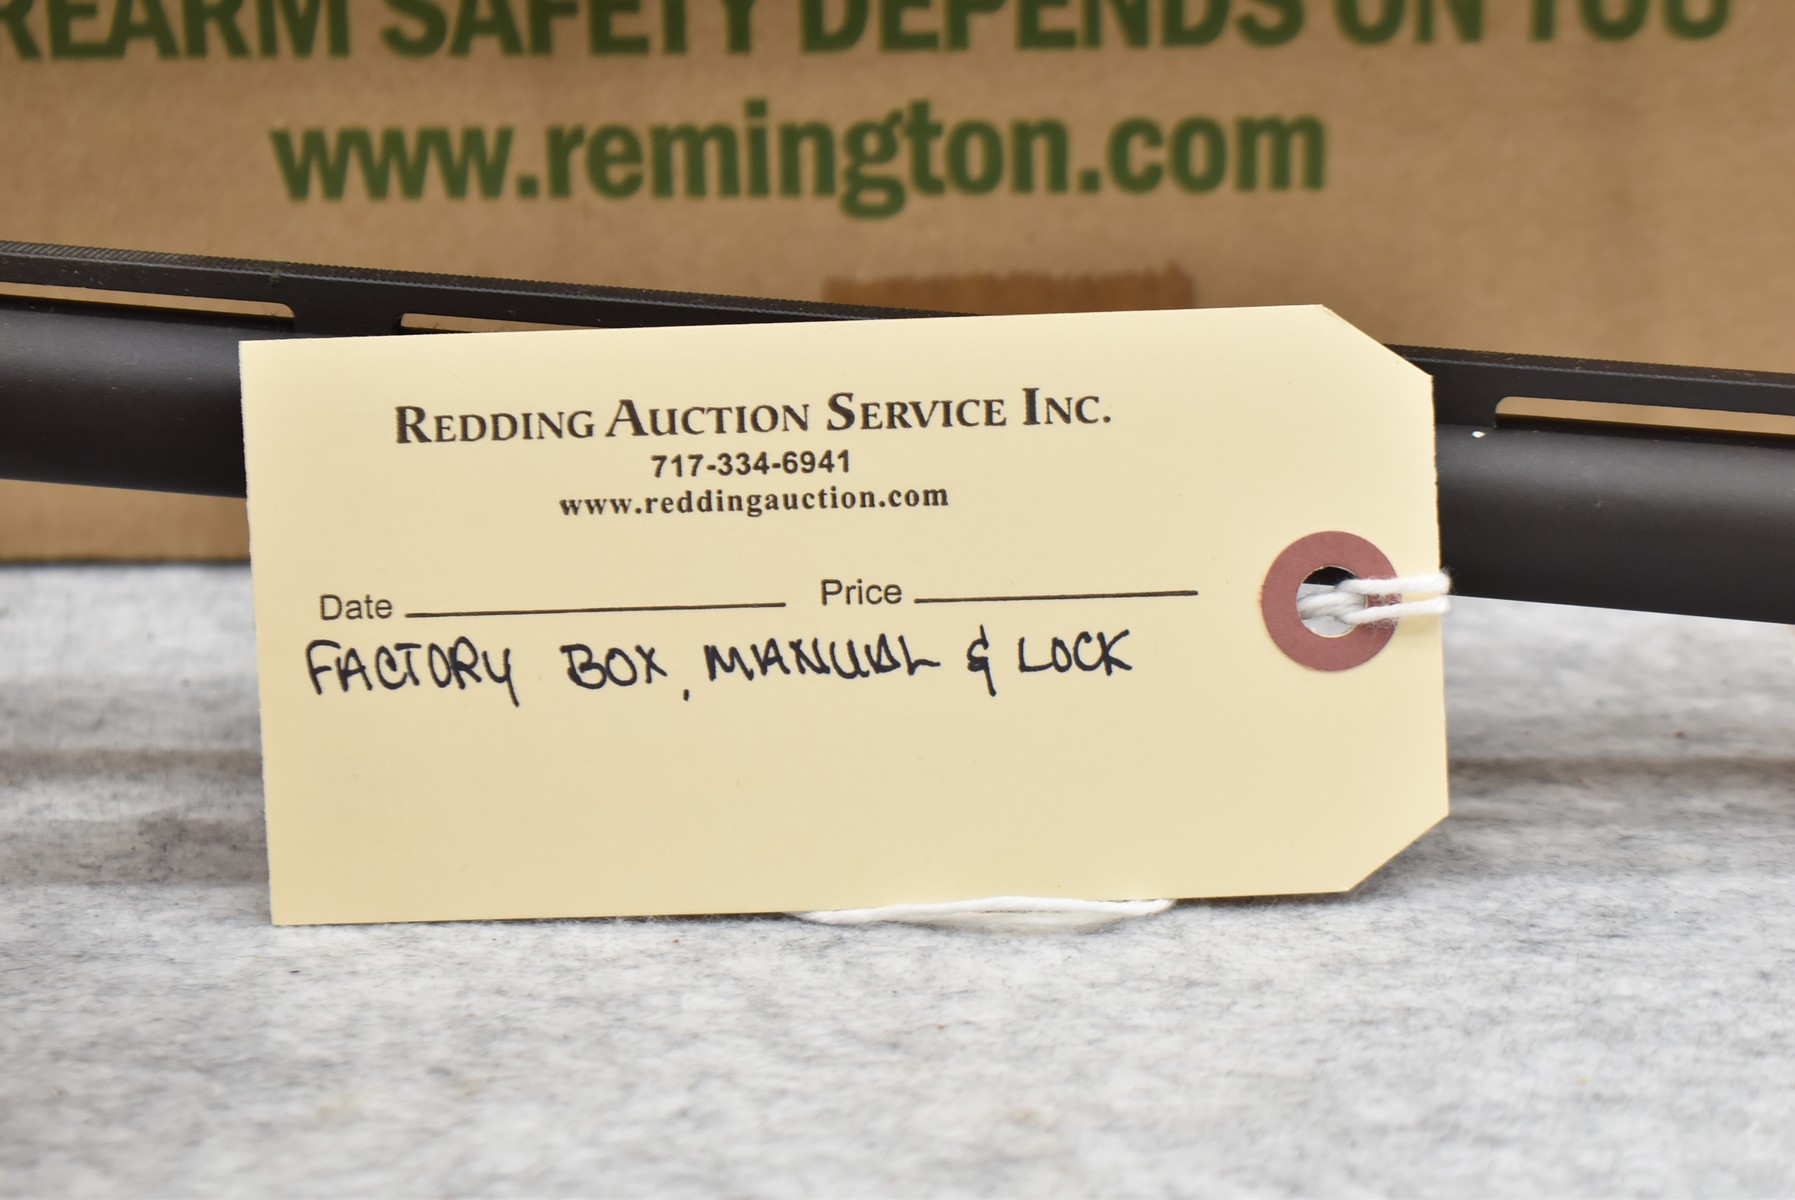 FIREARM SAFETY DEPENDS ON YOU
www.remington.com
REDDING AUCTION SERVICE INC.
717-334-6941
www.reddingauction.com
Date Price
FACTORY BOX, MANUAL & LOCK